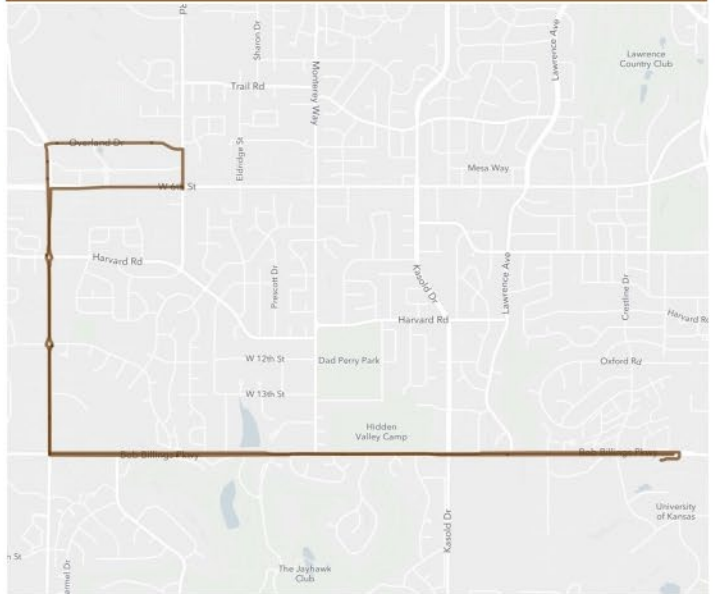 Sharon Dr
Lawrence Ave
Lawrence
Country Club
Trail Rd
Monterey Way
Overland Dr
Eldridge St
Mesa Way
W 6th St
Harvard Rd
Prescott Dr
Kasold Dr
Lawrence Ave
Crestline Dr
Harvard Rd
Harvard Rd
W 12th St
Dad Perry Park
Oxford Rd
W 13th St
Hidden
Valley Camp
Bob Billings Pkwy
Bob Billings Pkwy
University
of Kansas
Kasold Dr
The Jayhawk
Club